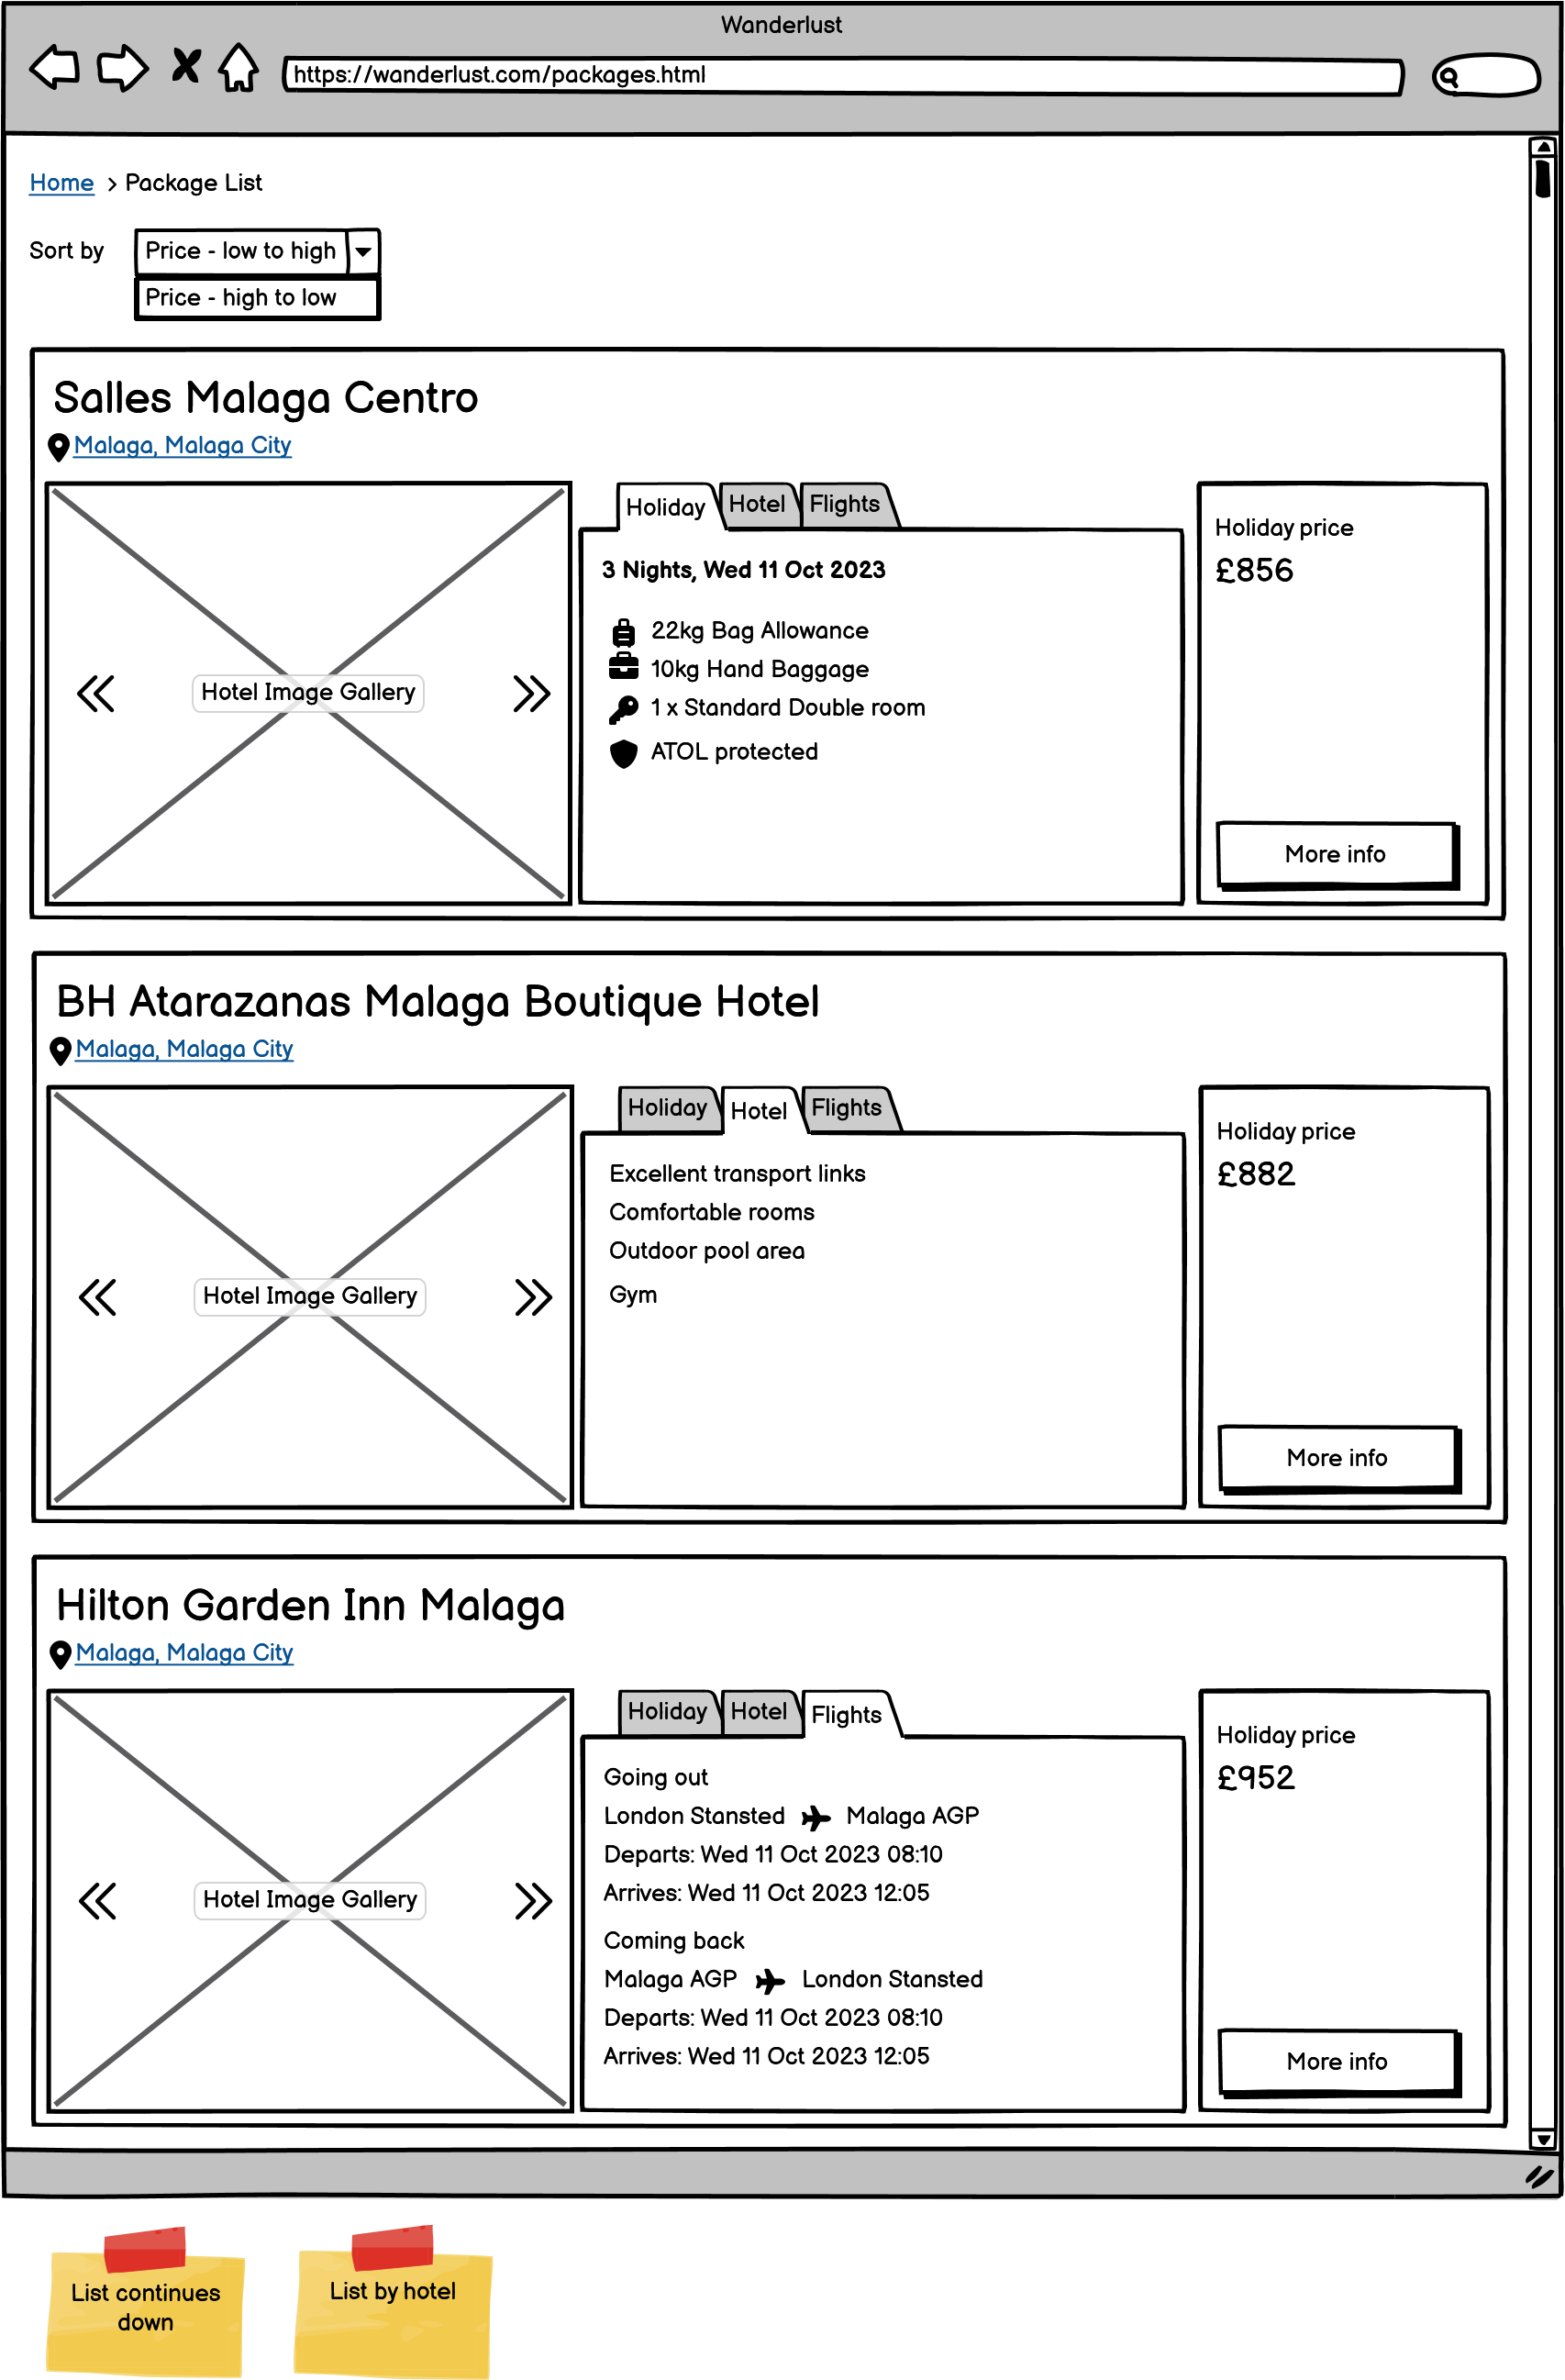 Wanderlust
https://wanderlust.com/packages.html
Home > Package List
Sort by
Price - low to high
Price - high to low
Salles Malaga Centro
Malaga, Malaga City
Hotel Image Gallery
Holiday Hotel Flights
3 Nights, Wed 11 Oct 2023
22kg Bag Allowance
10kg Hand Baggage
1 x Standard Double room
ATOL protected
Holiday price
£856
More info
BH Atarazanas Malaga Boutique Hotel
Malaga, Malaga City
Hotel Image Gallery
Holiday Hotel Flights
Excellent transport links
Comfortable rooms
Outdoor pool area
Gym
Holiday price
£882
More info
Hilton Garden Inn Malaga
Malaga, Malaga City
Hotel Image Gallery
Holiday Hotel Flights
Going out
London Stansted Malaga AGP
Departs: Wed 11 Oct 2023 08:10
Arrives: Wed 11 Oct 2023 12:05
Coming back
Malaga AGP London Stansted
Departs: Wed 11 Oct 2023 08:10
Arrives: Wed 11 Oct 2023 12:05
Holiday price
£952
More info
List continues
down
List by hotel